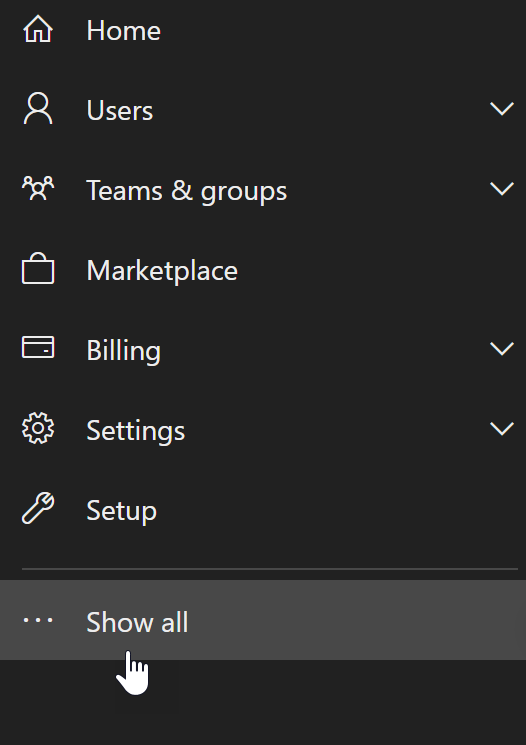 Home
Users
Teams & groups
Marketplace
Billing
Settings
Setup
Show all